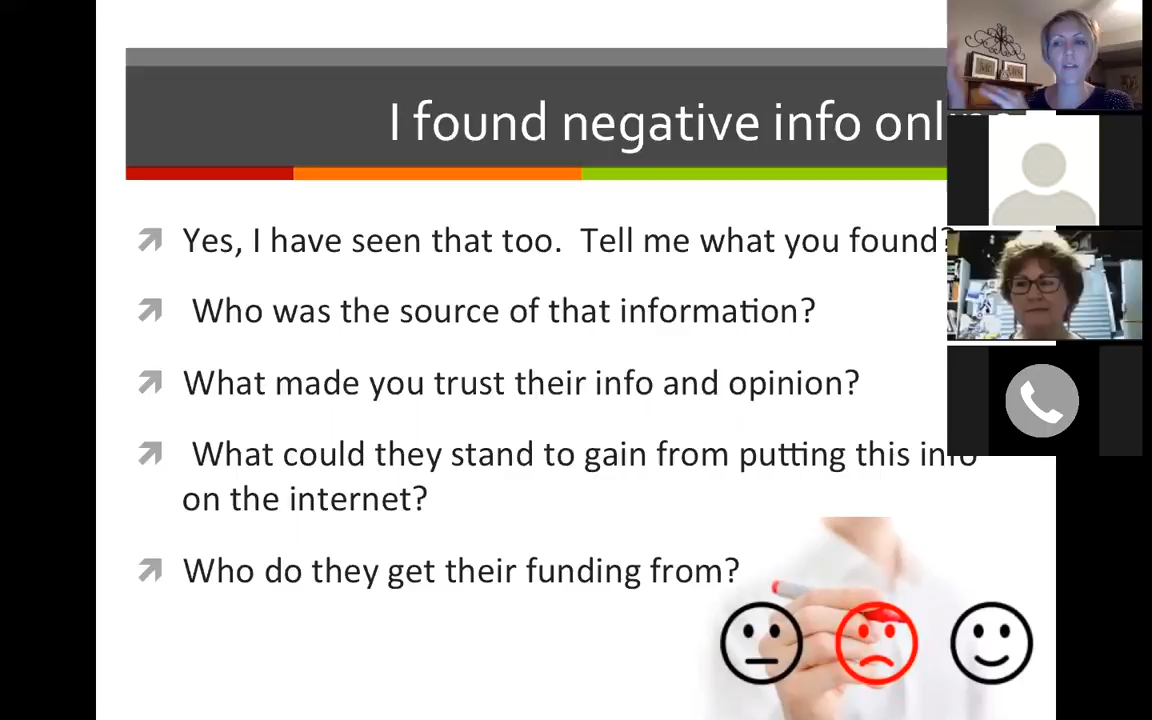 I found negative info online
Yes, I have seen that too.  Tell me what you found?
Who was the source of that information?
What made you trust their info and opinion?
What could they stand to gain from putting this info
on the internet?
Who do they get their funding from?